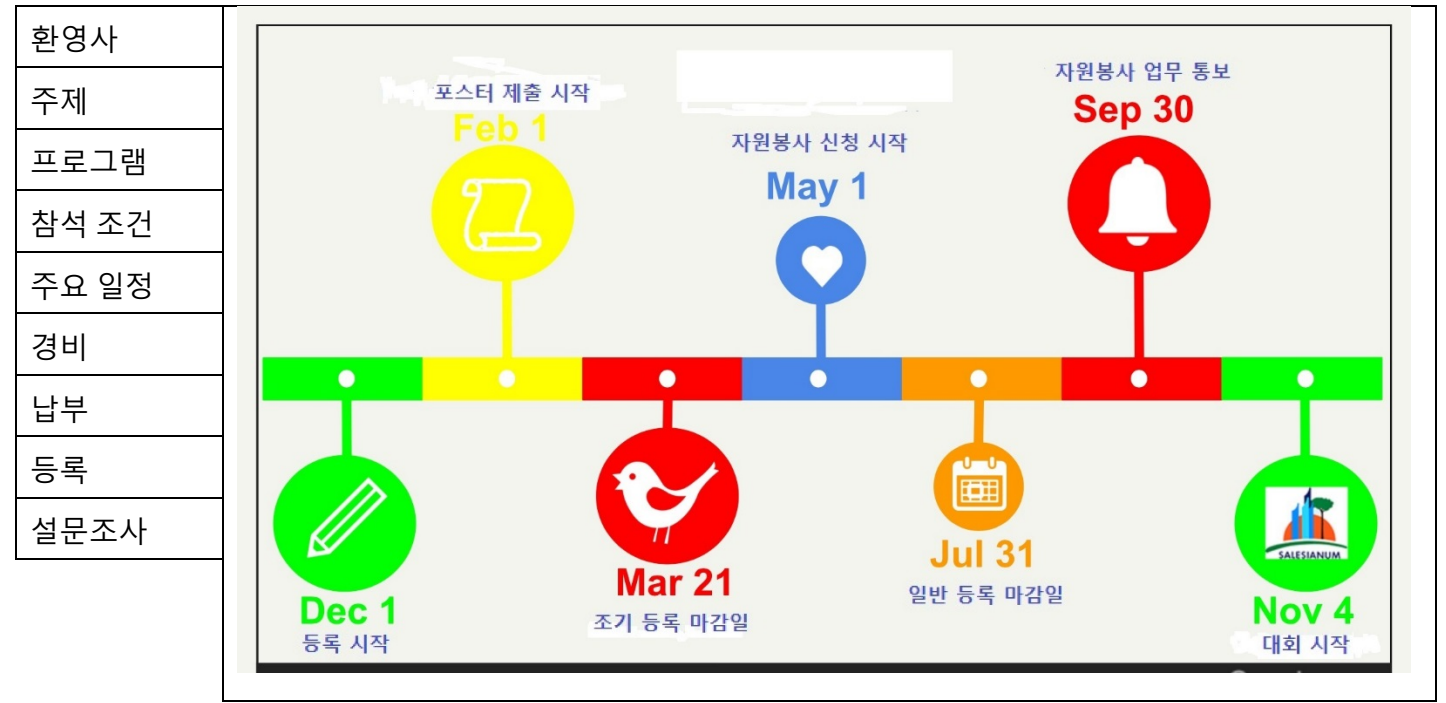 환영사
주제
프로그램
참석 조건
주요 일정
경비
납부
등록
설문조사
포스터 제출 시작
Feb 1
자원봉사 신청 시작
May 1
자원봉사 업무 통보
Sep 30
Dec 1
등록 시작
Mar 21
조기 등록 마감일
Jul 31
일반 등록 마감일
SALESIANUM
Nov 4
대회 시작